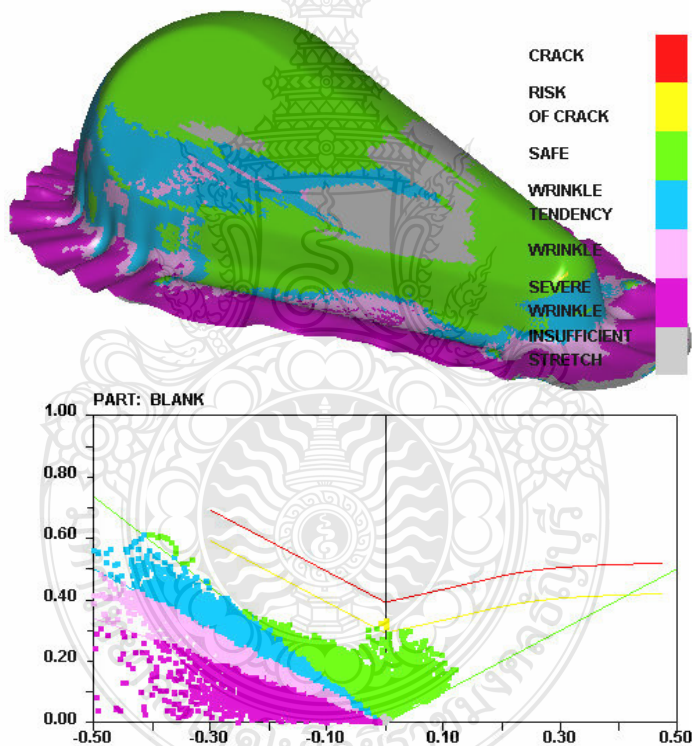 CRACK
RISK
OF CRACK
SAFE
WRINKLE
TENDENCY
WRINKLE
SEVERE
WRINKLE
INSUFFICIENT
STRETCH
PART: BLANK
1.00
0.80
0.60
0.40
0.20
0.00
-0.50
-0.30
-0.10
0.10
0.30
0.50